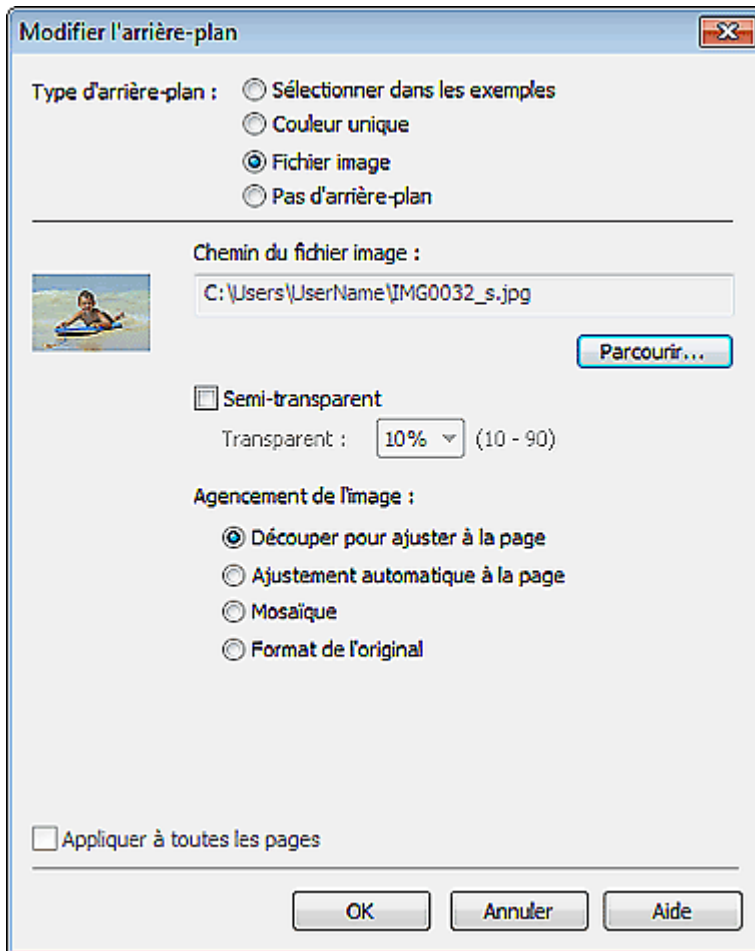 Modifier l'arrière-plan
Type d'arrière-plan :
Sélectionner dans les exemples
Couleur unique
Fichier image
Pas d'arrière-plan
Chemin du fichier image :
C:\Users\UserName\IMG0032_s.jpg
Parcourir...
Semi-transparent
Transparent : 10% (10 - 90)
Agencement de l'image :
Découper pour ajuster à la page
Ajustement automatique à la page
Mosaïque
Format de l'original
Appliquer à toutes les pages
OK Annuler Aide